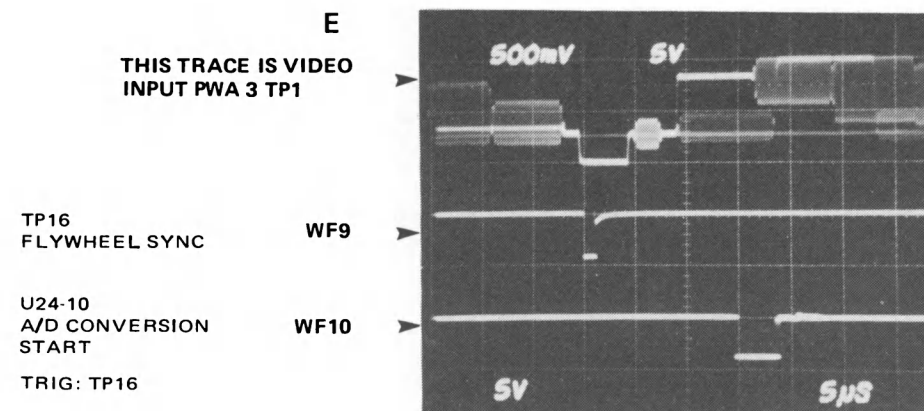 E
THIS TRACE IS VIDEO
INPUT PWA 3 TP1
500mV 5V
TP16
FLYWHEEL SYNC
WF9
U24-10
A/D CONVERSION
START
WF10
TRIG: TP16
5V 5µS